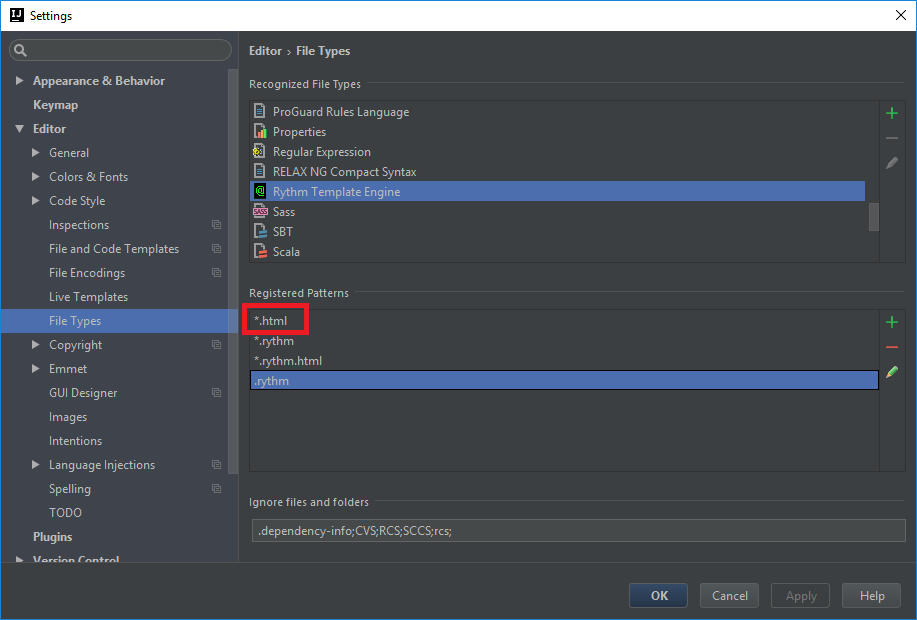 Settings
Editor › File Types
Appearance & Behavior
Keymap
Editor
General
Colors & Fonts
Code Style
Inspections
File and Code Templates
File Encodings
Live Templates
File Types
Copyright
Emmet
GUI Designer
Images
Intentions
Language Injections
Spelling
TODO
Plugins
Version Control
Recognized File Types
ProGuard Rules Language
Properties
Regular Expression
RELAX NG Compact Syntax
@ Rythm Template Engine
SASS Sass
SBT
Scala
Registered Patterns
*.html
*.rythm
*.rythm.html
.rythm
Ignore files and folders
.dependency-info;CVS;RCS;SCCS;rcs;
OK
Cancel
Apply
Help